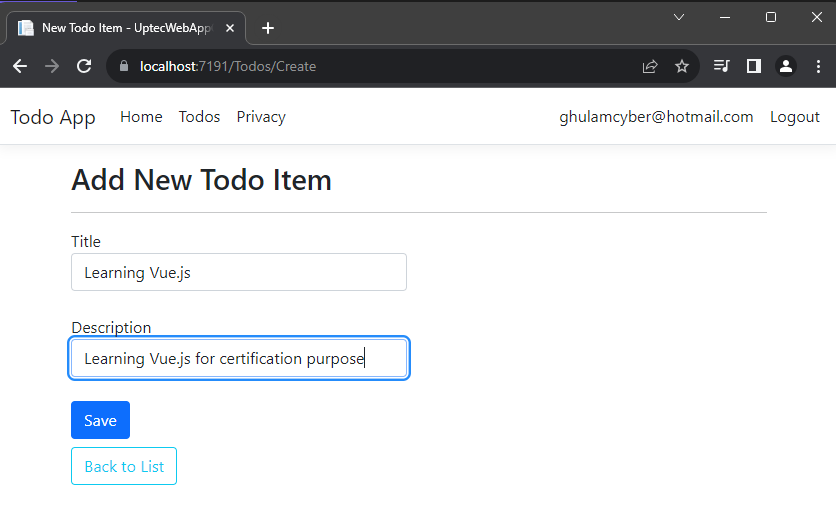 New Todo Item - UptecWebApp
localhost:7191/Todos/Create
Todo App Home Todos Privacy ghulamcyber@hotmail.com Logout
Add New Todo Item
Title
Learning Vue.js
Description
Learning Vue.js for certification purpose
Save
Back to List